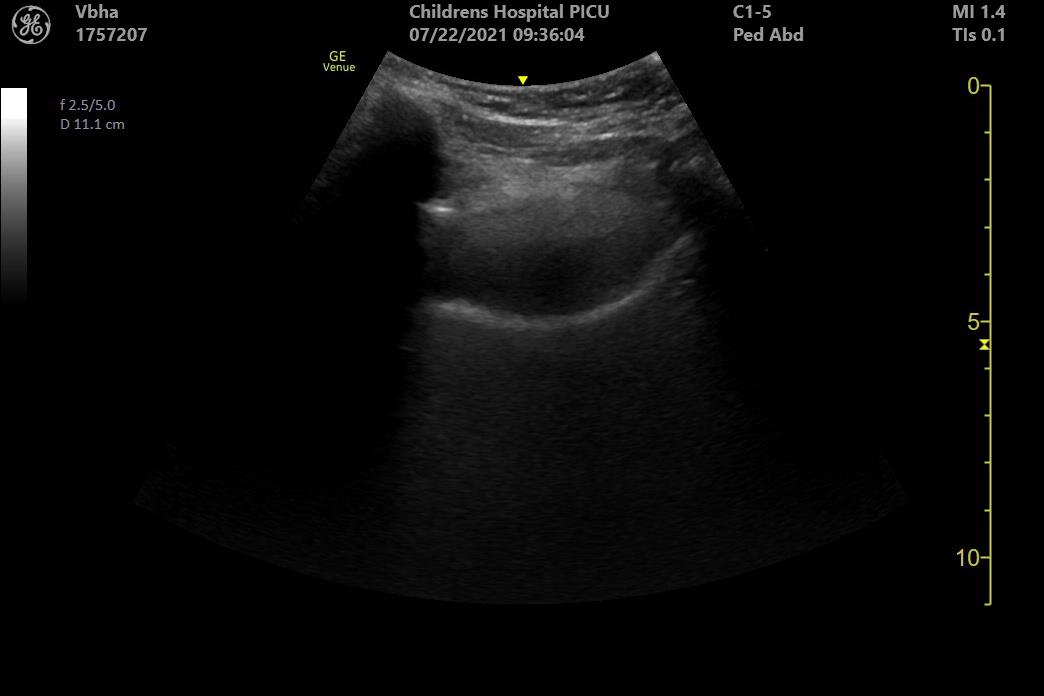 Vbha
1757207
Childrens Hospital PICU
07/22/2021 09:36:04
C1-5
Ped Abd
MI 1.4
TIs 0.1
GE
GE
Venue
f 2.5/5.0
D 11.1 cm
0
5
10